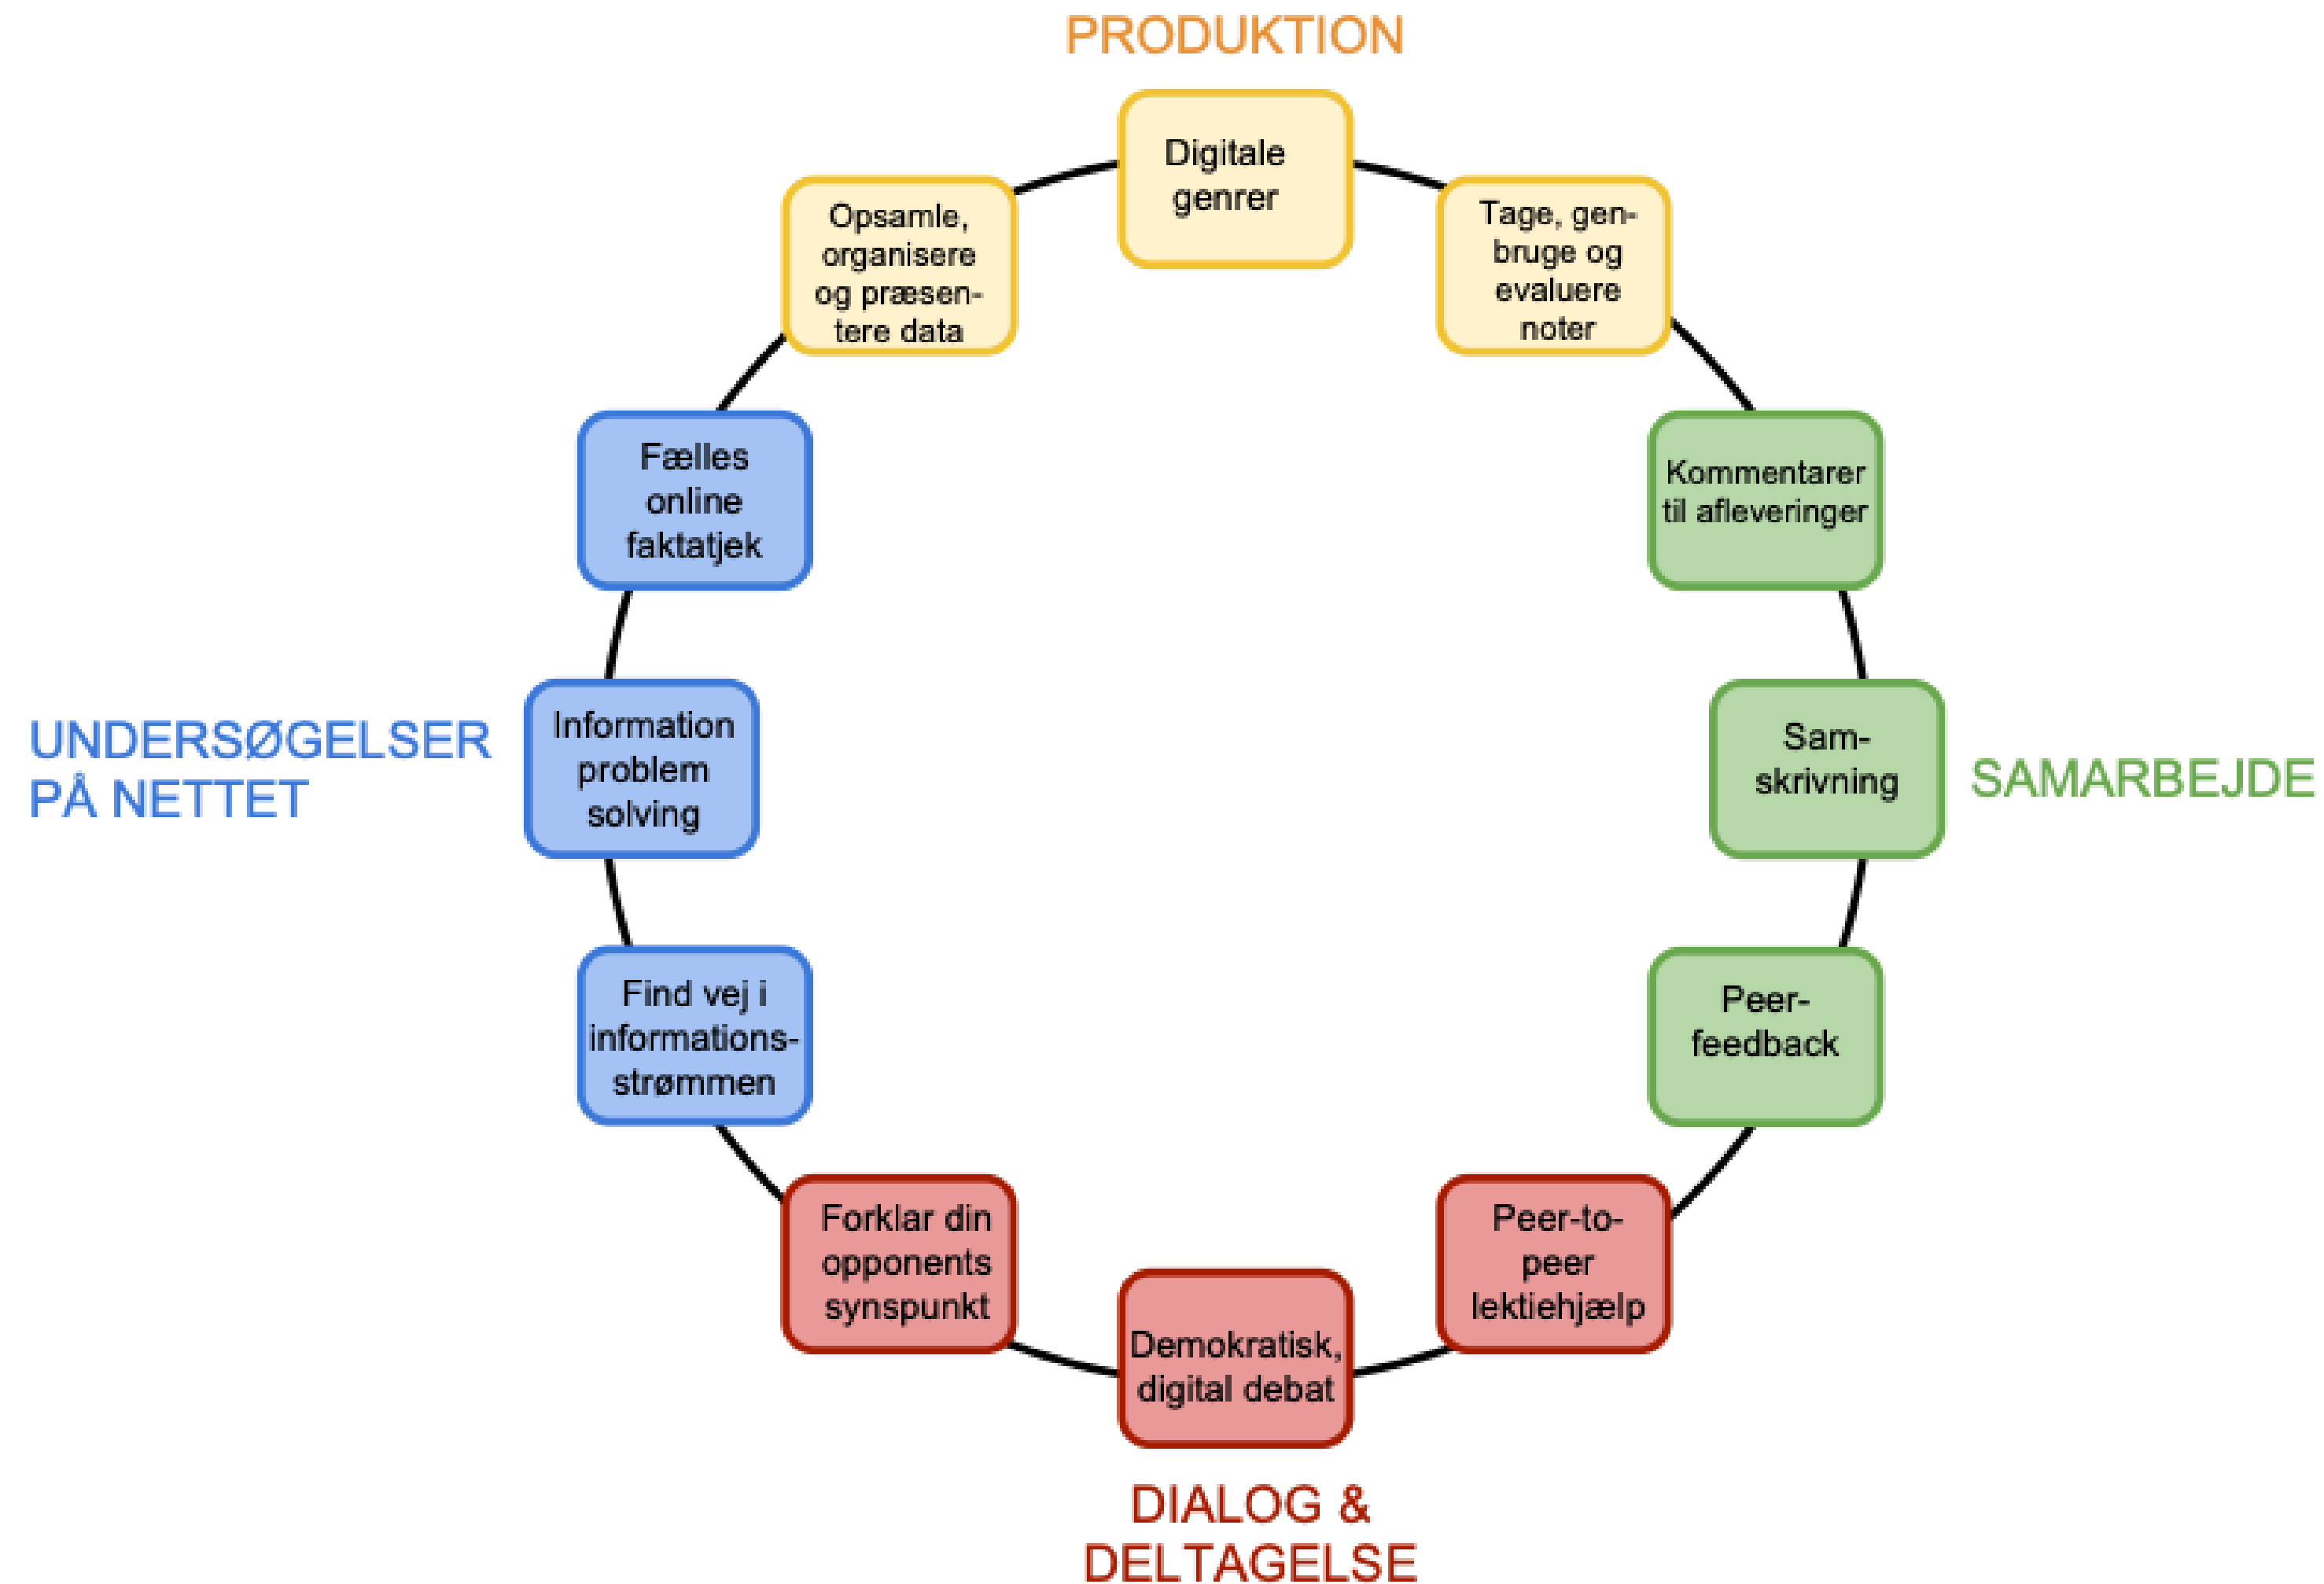 PRODUKTION
Digitale
genrer
Opsamle,
organisere
og præsen-
tere data
Tage, gen-
bruge og
evaluere
noter
Fælles
online
faktatjek
Kommentarer
til afleveringer
UNDERSØGELSER
PÅ NETTET
Information
problem
solving
Sam-
skrivning
SAMARBEJDE
Find vej i
informations-
strømmen
Peer-
feedback
Forklar din
opponents
synspunkt
Peer-to-
peer
lektiehjælp
Demokratisk,
digital debat
DIALOG &
DELTAGELSE